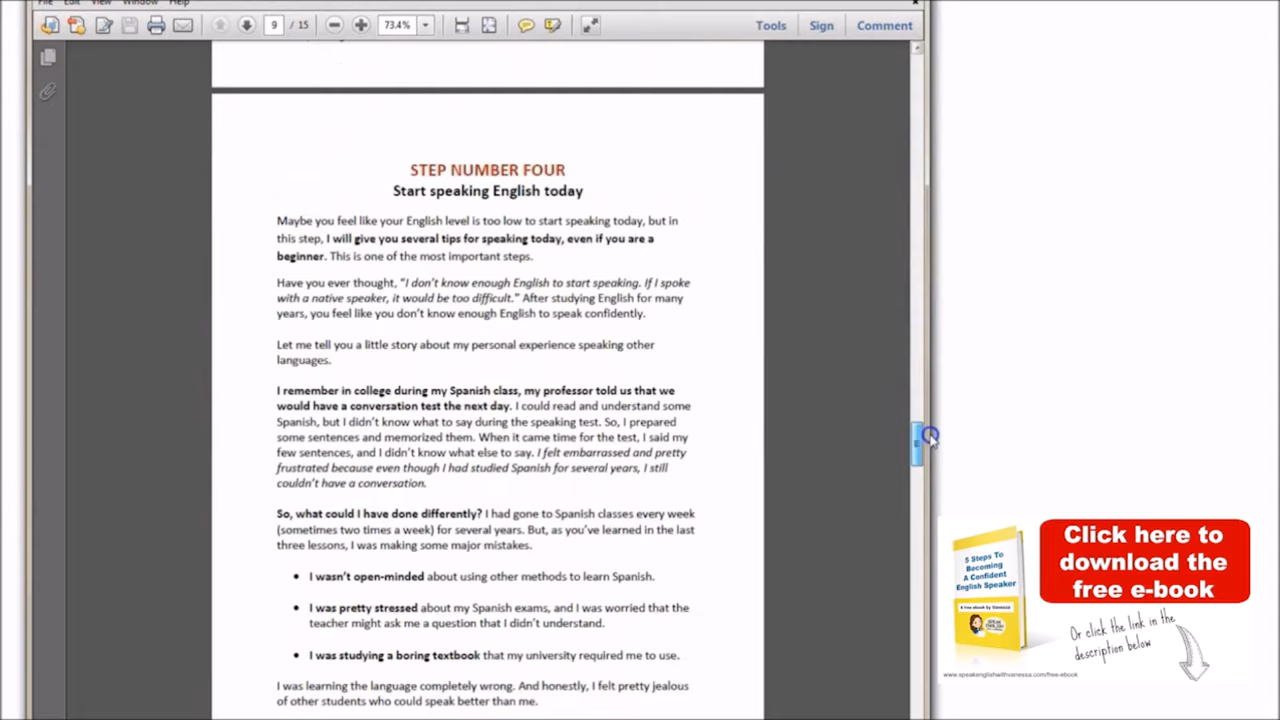 File Edit View Window Help
9 / 15 73.4% Tools Sign Comment
STEP NUMBER FOUR
Start speaking English today
Maybe you feel like your English level is too low to start speaking today, but in
this step, I will give you several tips for speaking today, even if you are a
beginner. This is one of the most important steps.
Have you ever thought, "I don't know enough English to start speaking. If I spoke
with a native speaker, it would be too difficult." After studying English for many
years, you feel like you don't know enough English to speak confidently.
Let me tell you a little story about my personal experience speaking other
languages.
I remember in college during my Spanish class, my professor told us that we
would have a conversation test the next day. I could read and understand some
Spanish, but I didn't know what to say during the speaking test. So, I prepared
some sentences and memorized them. When it came time for the test, I said my
few sentences, and I didn't know what else to say. I felt embarrassed and pretty
frustrated because even though I had studied Spanish for several years, I still
couldn't have a conversation.
So, what could I have done differently? I had gone to Spanish classes every week
(sometimes two times a week) for several years. But, as you've learned in the last
three lessons, I was making some major mistakes.
• I wasn't open-minded about using other methods to learn Spanish.
• I was pretty stressed about my Spanish exams, and I was worried that the
teacher might ask me a question that I didn't understand.
• I was studying a boring textbook that my university required me to use.
I was learning the language completely wrong. And honestly, I felt pretty jealous
of other students who could speak better than me.
5 Steps To
Becoming
A Confident
English Speaker
A free ebook by Vanessa
Click here to
download the
free e-book
Or click the link in the
description below
www.speakenglishwithvanessa.com/free-ebook